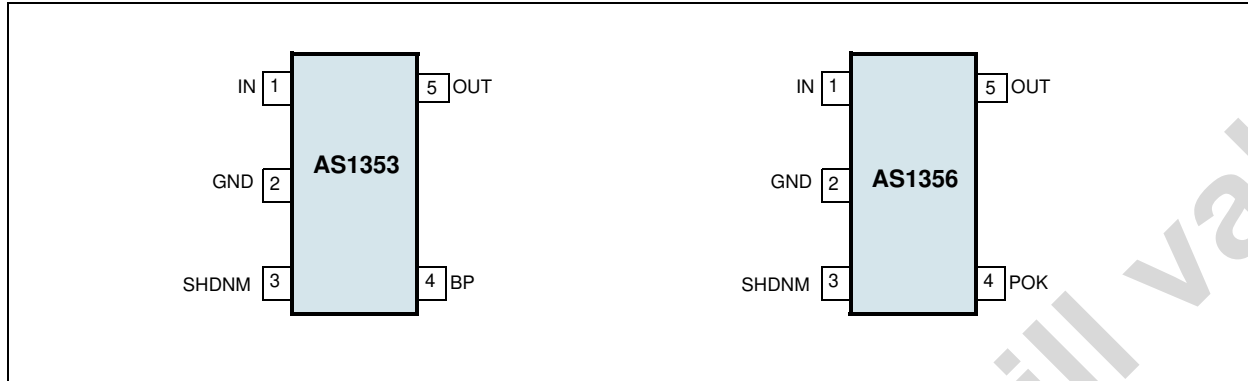 IN 1 5 OUT
AS1353
GND 2
SHDNM 3 4 BP
IN 1 5 OUT
AS1356
GND 2
SHDNM 3 4 POK